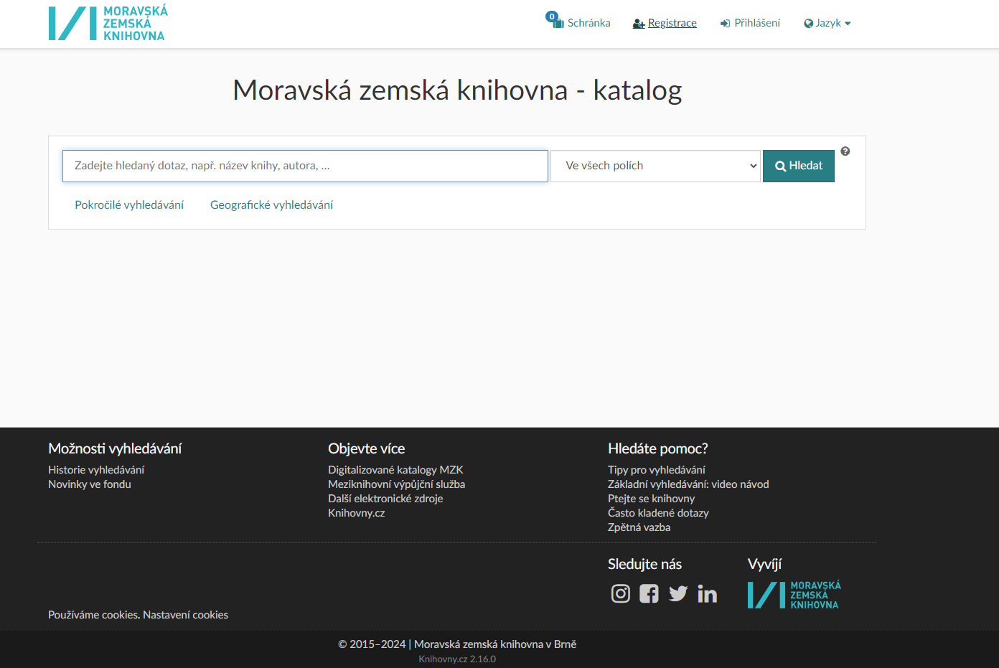 MORAVSKÁ
ZEMSKÁ
KNIHOVNA
0 Schránka Registrace Přihlášení Jazyk
Moravská zemská knihovna - katalog
Zadejte hledaný dotaz, např. název knihy, autora, ... Ve všech polích Hledat ?
Pokročilé vyhledávání Geografické vyhledávání
Možnosti vyhledávání
Historie vyhledávání
Novinky ve fondu
Objevte více
Digitalizované katalogy MZK
Meziknihovní výpůjční služba
Další elektronické zdroje
Knihovny.cz
Hledáte pomoc?
Tipy pro vyhledávání
Základní vyhledávání: video návod
Ptejte se knihovny
Často kladené dotazy
Zpětná vazba
Sledujte nás
Vyvíjí
MORAVSKÁ
ZEMSKÁ
KNIHOVNA
Používáme cookies. Nastavení cookies
© 2015–2024 | Moravská zemská knihovna v Brně
Knihovny.cz 2.16.0